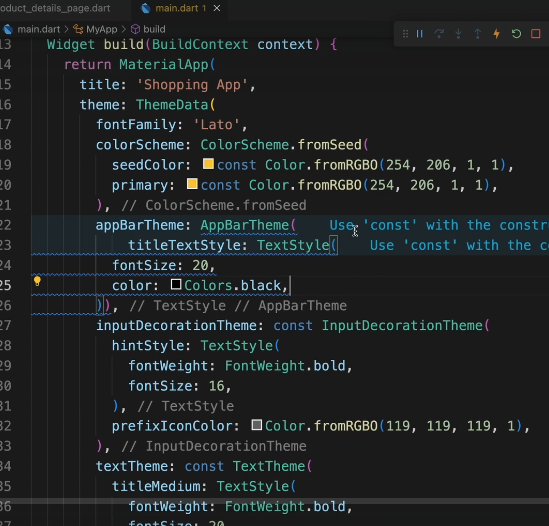 oduct_details_page.dart main.dart 1 ×
main.dart > MyApp > build
13 Widget build(BuildContext context) {
14 return MaterialApp(
15 title: 'Shopping App',
16 theme: ThemeData(
17 fontFamily: 'Lato',
18 colorScheme: ColorScheme.fromSeed(
19 seedColor: const Color.fromRGBO(254, 206, 1, 1),
20 primary: const Color.fromRGBO(254, 206, 1, 1),
21 ), // ColorScheme.fromSeed
22 appBarTheme: AppBarTheme( Use 'const' with the constr
23 titleTextStyle: TextStyle( Use 'const' with the co
24 fontSize: 20,
25 color: Colors.black,
26 )), // TextStyle // AppBarTheme
27 inputDecorationTheme: const InputDecorationTheme(
28 hintStyle: TextStyle(
29 fontWeight: FontWeight.bold,
30 fontSize: 16,
31 ), // TextStyle
32 prefixIconColor: Color.fromRGBO(119, 119, 119, 1),
33 ), // InputDecorationTheme
34 textTheme: const TextTheme(
35 titleMedium: TextStyle(
36 fontWeight: FontWeight.bold,
fontSize: 20